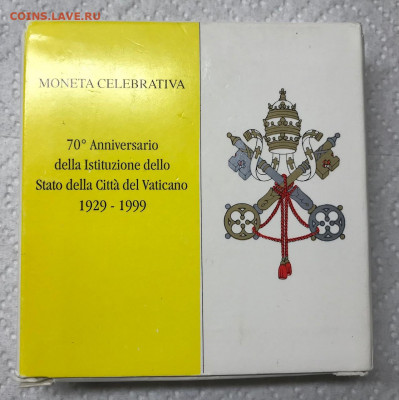 COINS.LAVE.RU
MONETA CELEBRATIVA
70° Anniversario
della Istituzione dello
Stato della Città del Vaticano
1929 - 1999